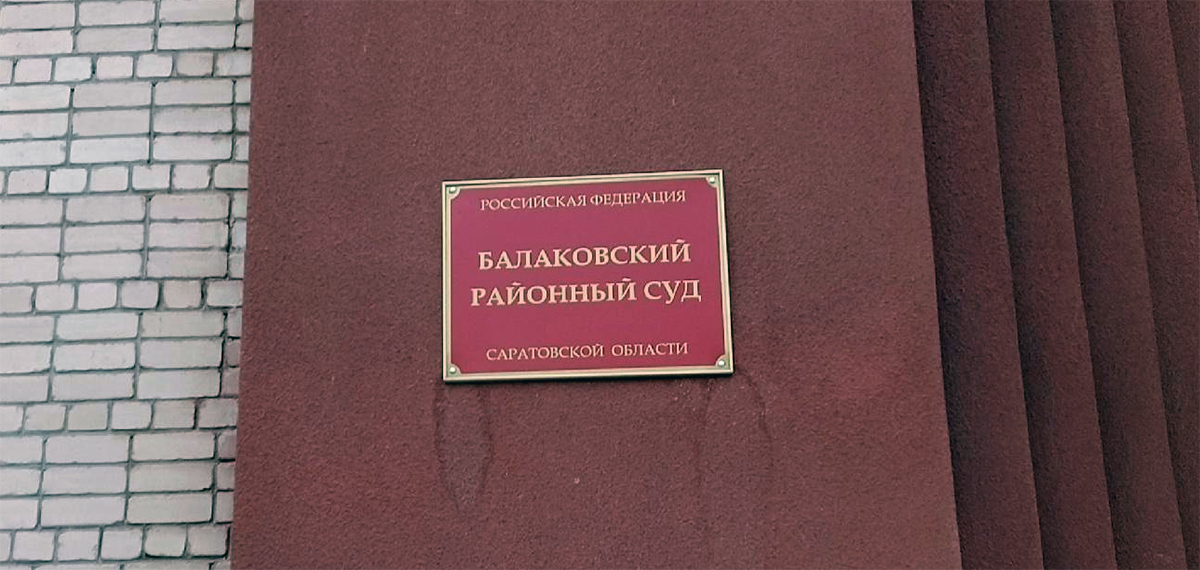 РОССИЙСКАЯ ФЕДЕРАЦИЯ
БАЛАКОВСКИЙ
РАЙОННЫЙ СУД
САРАТОВСКОЙ ОБЛАСТИ